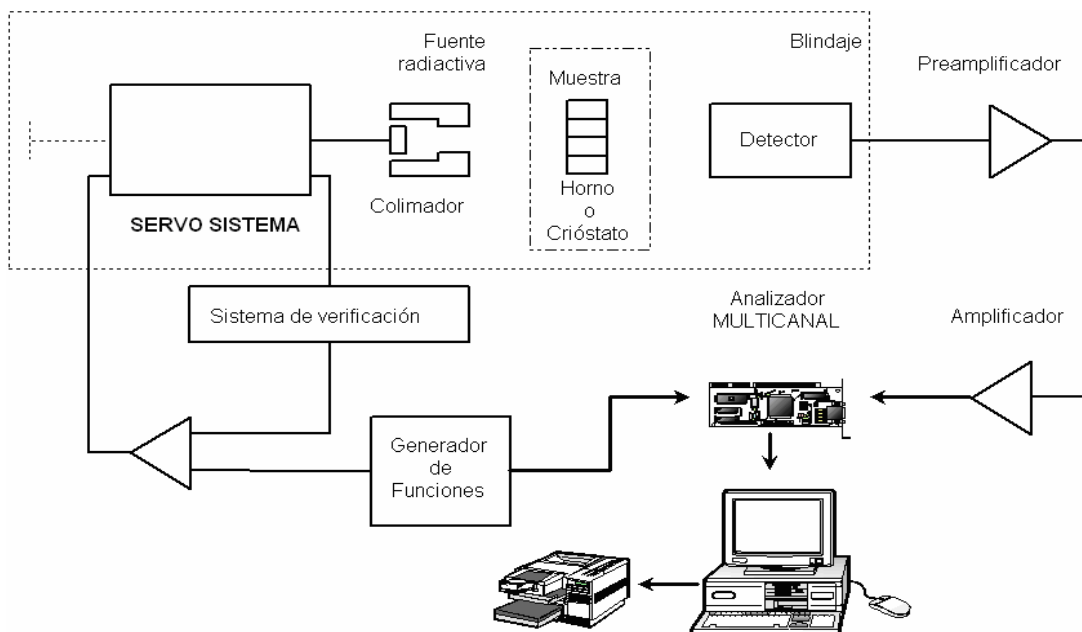 Fuente
radiactiva
Blindaje
Preamplificador
Muestra
Detector
Horno
o
Crióstato
Colimador
SERVO SISTEMA
Sistema de verificación
Analizador
MULTICANAL
Amplificador
Generador
de
Funciones